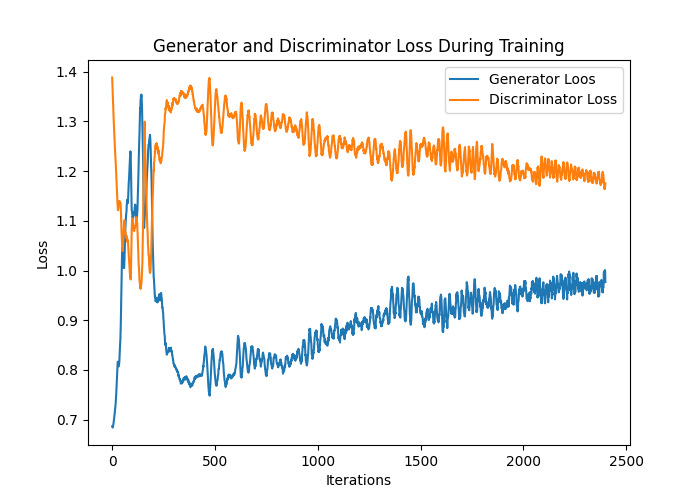 Generator and Discriminator Loss During Training
Generator Loos
Discriminator Loss
1.4
1.3
1.2
1.1
1.0
0.9
0.8
0.7
Loss
0
500
1000
1500
2000
2500
Iterations